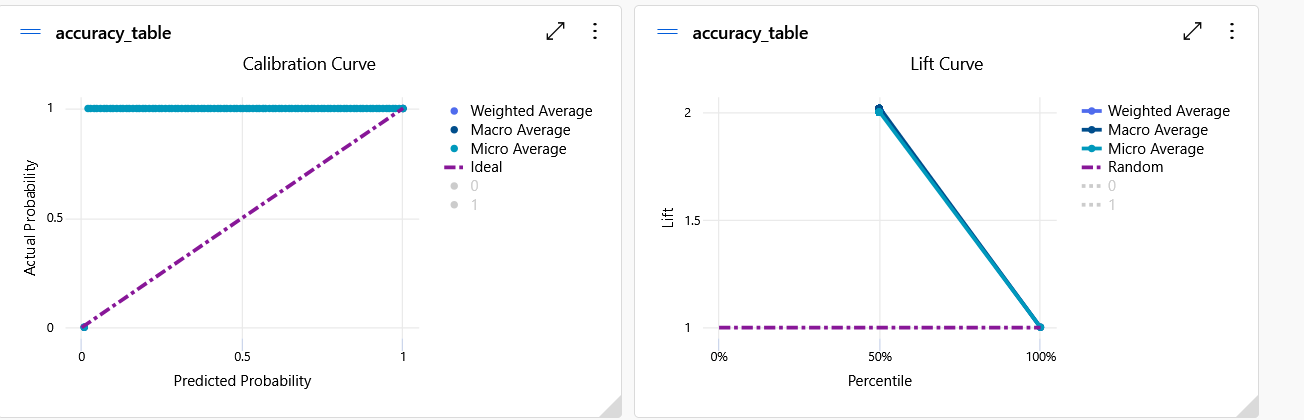 accuracy_table
Calibration Curve
1
0.5
0
Actual Probability
0
0.5
1
Predicted Probability
Weighted Average
Macro Average
Micro Average
Ideal
0
1
accuracy_table
Lift Curve
2
1.5
1
Lift
0%
50%
100%
Percentile
Weighted Average
Macro Average
Micro Average
Random
0
1